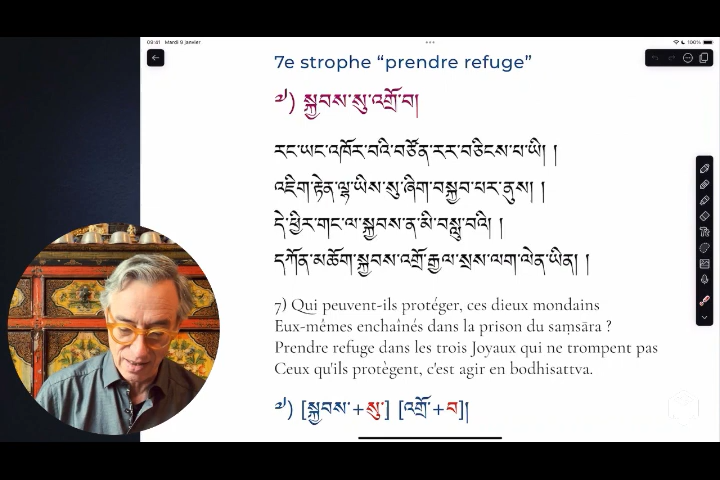 09:41 Mardi 9 janvier
100%
7e strophe “prendre refuge”
༧) སྐྱབས་སུ་འགྲོ་བ།
རང་ཡང་འཁོར་བའི་བཙོན་རར་བཅིངས་པ་ཡི། །
འཇིག་རྟེན་ལྷ་ཡིས་སུ་ཞིག་བསྐྱབ་པར་ནུས། །
དེ་ཕྱིར་གང་ལ་སྐྱབས་ན་མི་བསླུ་བའི། །
དཀོན་མཆོག་སྐྱབས་འགྲོ་རྒྱལ་སྲས་ལག་ལེན་ཡིན། །
7) Qui peuvent-ils protéger, ces dieux mondains
Eux-mêmes enchaînés dans la prison du saṃsāra ?
Prendre refuge dans les trois Joyaux qui ne trompent pas
Ceux qu'ils protègent, c'est agir en bodhisattva.
༧) [སྐྱབས་+སུ་] [འགྲོ་+བ]།